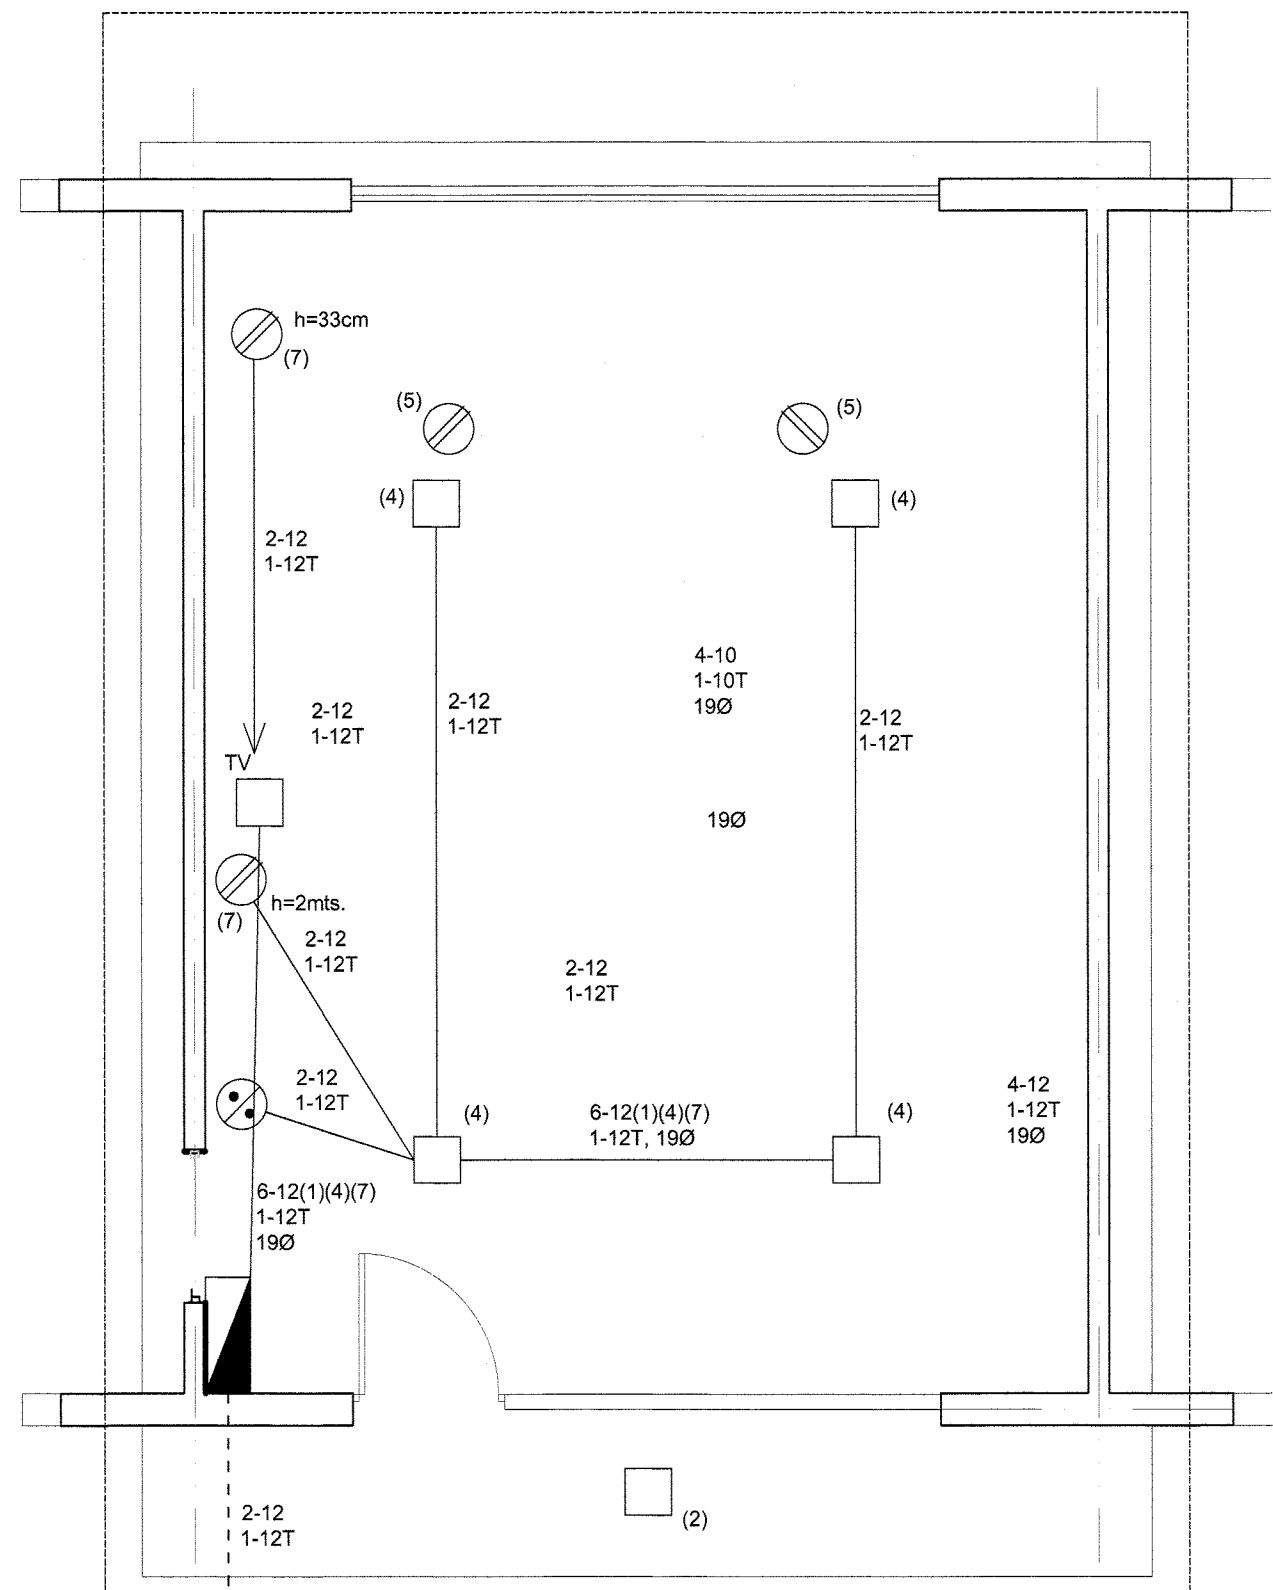 h=33cm
(7)
(5)
(5)
(4)
(4)
2-12
1-12T
4-10
1-10T
19Ø
2-12
1-12T
2-12
1-12T
2-12
1-12T
TV
19Ø
h=2mts.
(7)
2-12
1-12T
2-12
1-12T
2-12
1-12T
(4)
6-12(1)(4)(7)
1-12T, 19Ø
(4)
4-12
1-12T
19Ø
6-12(1)(4)(7)
1-12T
19Ø
2-12
1-12T
(2)